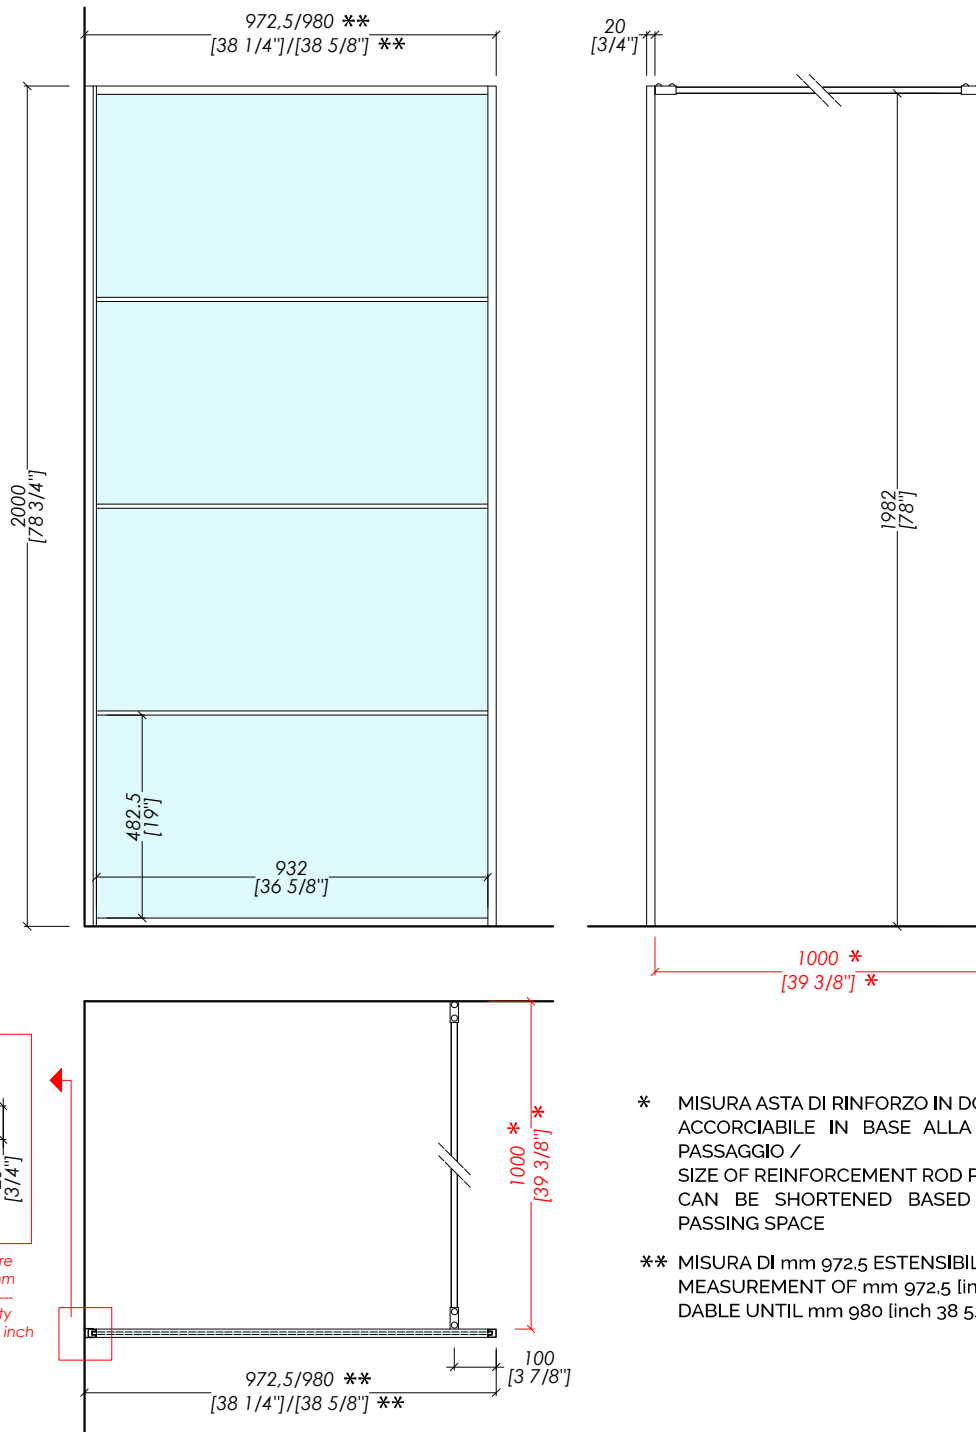 972,5/980 **
[38 1/4"]/[38 5/8"] **
20
[3/4"]
2000
[78 3/4"]
1982
[78"]
482.5
[19"]
932
[36 5/8"]
1000 *
[39 3/8"] *
1000 *
[39 3/8"] *
[3/4"]
mm
inch
100
[3 7/8"]
972,5/980 **
[38 1/4"]/[38 5/8"] **
* MISURA ASTA DI RINFORZO IN
ACCORCIABILE IN BASE ALLA
PASSAGGIO /
SIZE OF REINFORCEMENT ROD
CAN BE SHORTENED BASED
PASSING SPACE
** MISURA DI mm 972,5
MEASUREMENT OF mm 972,5
DABLE UNTIL mm 980 [inch 38